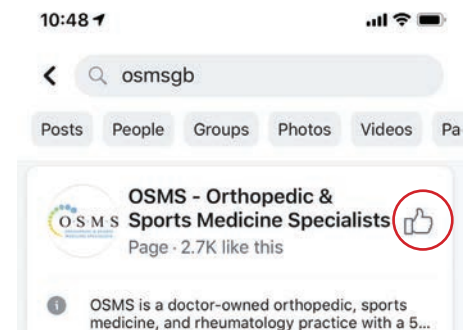 10:48
osmsgb
Posts People Groups Photos Videos Pa
OSMS - Orthopedic &
O·S·M·S Sports Medicine Specialists
Page · 2.7K like this
OSMS is a doctor-owned orthopedic, sports
medicine, and rheumatology practice with a 5...